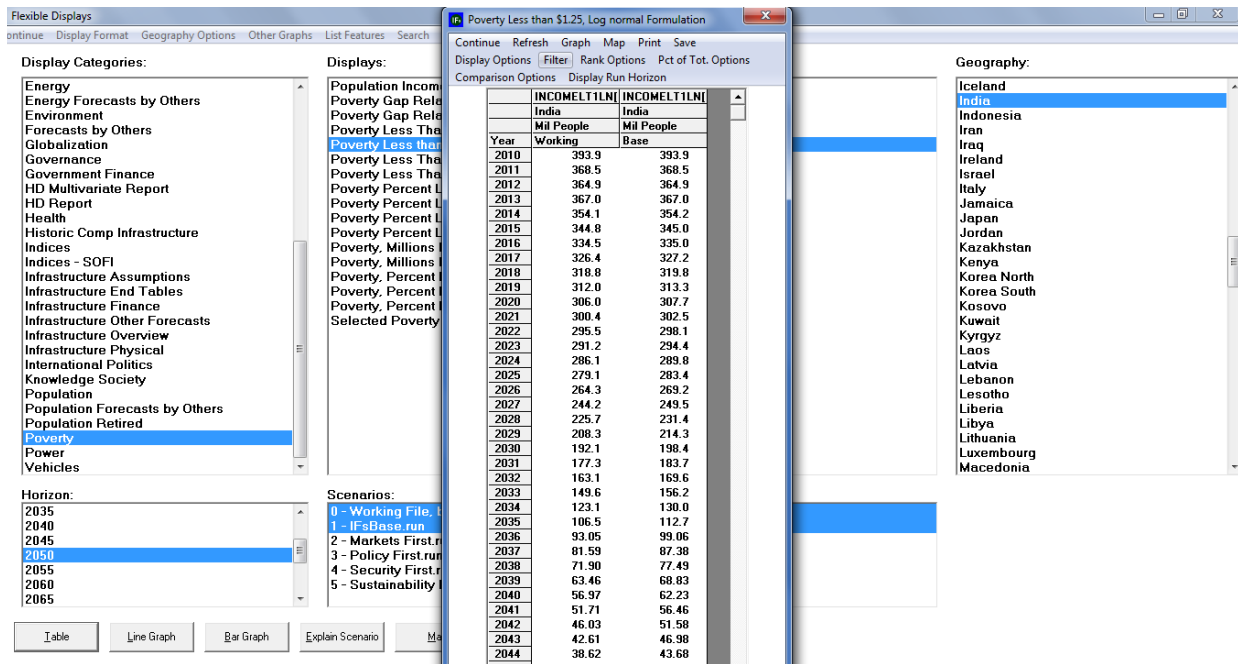 Flexible Displays
ontinue Display Format Geography Options Other Graphs List Features Search
Display Categories:
Energy
Energy Forecasts by Others
Environment
Forecasts by Others
Globalization
Governance
Government Finance
HD Multivariate Report
HD Report
Health
Historic Comp Infrastructure
Indices
Indices - SOFI
Infrastructure Assumptions
Infrastructure End Tables
Infrastructure Finance
Infrastructure Other Forecasts
Infrastructure Overview
Infrastructure Physical
International Politics
Knowledge Society
Population
Population Forecasts by Others
Population Retired
Poverty
Power
Vehicles
Horizon:
2035
2040
2045
2050
2055
2060
2065
Displays:
Population Incom
Poverty Gap Rela
Poverty Gap Rela
Poverty Less Tha
Poverty Less than
Poverty Less Tha
Poverty Less Tha
Poverty Percent L
Poverty Percent L
Poverty Percent L
Poverty Percent L
Poverty, Millions
Poverty, Millions
Poverty, Percent
Poverty, Percent
Poverty, Percent
Selected Poverty
Scenarios:
0 - Working File, b
1 - IFsBase.run
2 - Markets First.r
3 - Policy First.run
4 - Security First.r
5 - Sustainability
Table Line Graph Bar Graph Explain Scenario Ma
IFs Poverty Less than $1.25, Log normal Formulation
Continue Refresh Graph Map Print Save
Display Options Filter Rank Options Pct of Tot. Options
Comparison Options Display Run Horizon
INCOMELT1LN[ INCOMELT1LN[
India India
Mil People Mil People
Year Working Base
2010 393.9 393.9
2011 368.5 368.5
2012 364.9 364.9
2013 367.0 367.0
2014 354.1 354.2
2015 344.8 345.0
2016 334.5 335.0
2017 326.4 327.2
2018 318.8 319.8
2019 312.0 313.3
2020 306.0 307.7
2021 300.4 302.5
2022 295.5 298.1
2023 291.2 294.4
2024 286.1 289.8
2025 279.1 283.4
2026 264.3 269.2
2027 244.2 249.5
2028 225.7 231.4
2029 208.3 214.3
2030 192.1 198.4
2031 177.3 183.7
2032 163.1 169.6
2033 149.6 156.2
2034 123.1 130.0
2035 106.5 112.7
2036 93.05 99.06
2037 81.59 87.38
2038 71.90 77.49
2039 63.46 68.83
2040 56.97 62.23
2041 51.71 56.46
2042 46.03 51.58
2043 42.61 46.98
2044 38.62 43.68
Geography:
Iceland
India
Indonesia
Iran
Iraq
Ireland
Israel
Italy
Jamaica
Japan
Jordan
Kazakhstan
Kenya
Korea North
Korea South
Kosovo
Kuwait
Kyrgyz
Laos
Latvia
Lebanon
Lesotho
Liberia
Libya
Lithuania
Luxembourg
Macedonia